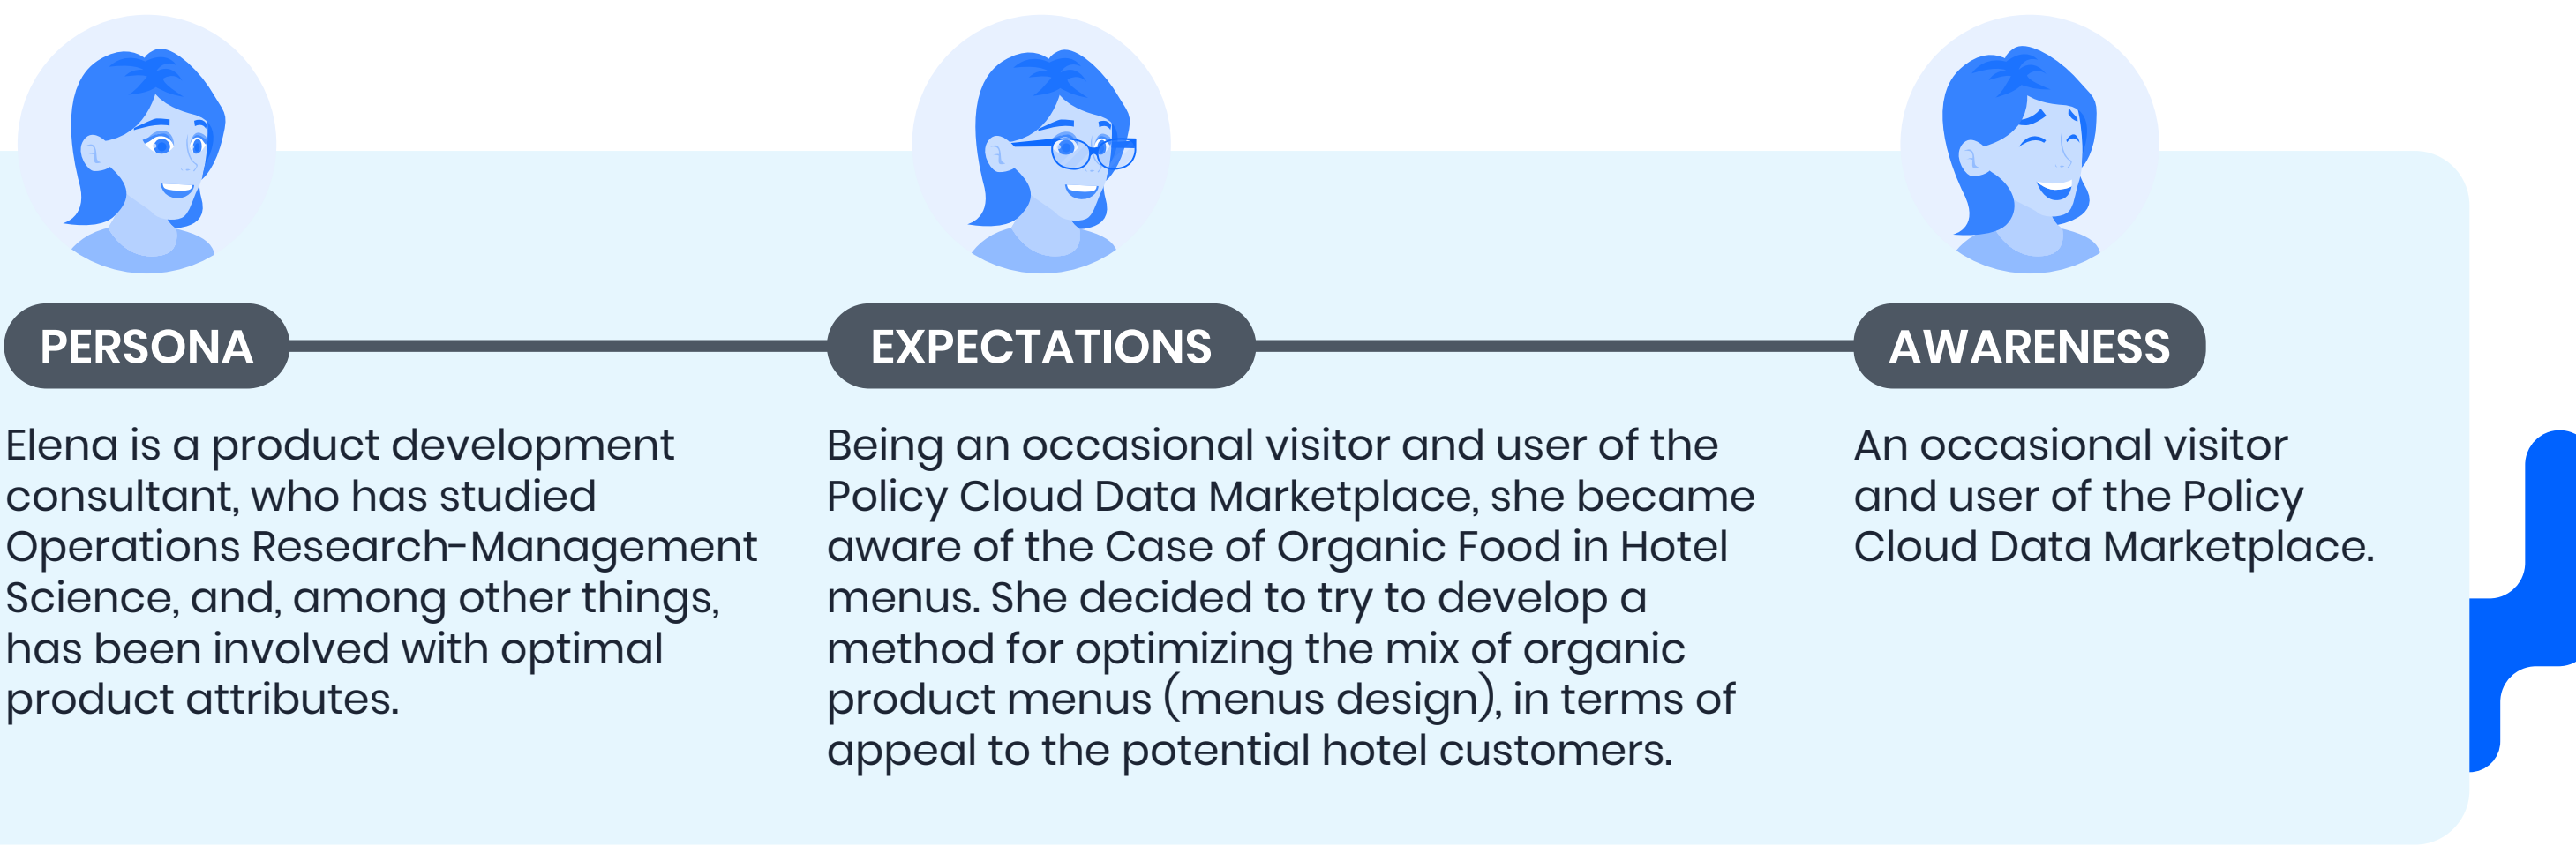 PERSONA
Elena is a product development
consultant, who has studied
Operations Research-Management
Science, and, among other things,
has been involved with optimal
product attributes.
EXPECTATIONS
Being an occasional visitor and user of the
Policy Cloud Data Marketplace, she became
aware of the Case of Organic Food in Hotel
menus. She decided to try to develop a
method for optimizing the mix of organic
product menus (menus design), in terms of
appeal to the potential hotel customers.
AWARENESS
An occasional visitor
and user of the Policy
Cloud Data Marketplace.